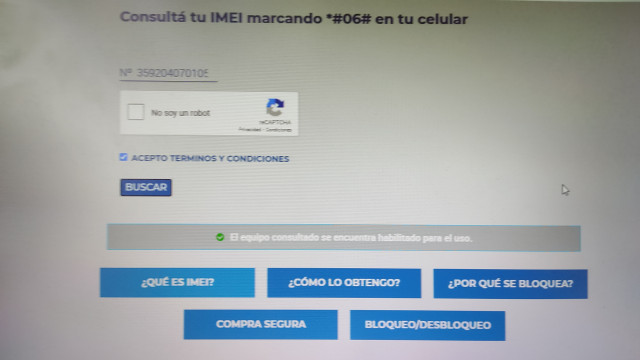 Consultá tu IMEI marcando *#06# en tu celular
Nº 359204070105
No soy un robot
reCAPTCHA
Privacidad - Condiciones
ACEPTO TERMINOS Y CONDICIONES
BUSCAR
El equipo consultado se encuentra habilitado para el uso.
¿QUÉ ES IMEI?
¿CÓMO LO OBTENGO?
¿POR QUÉ SE BLOQUEA?
COMPRA SEGURA
BLOQUEO/DESBLOQUEO